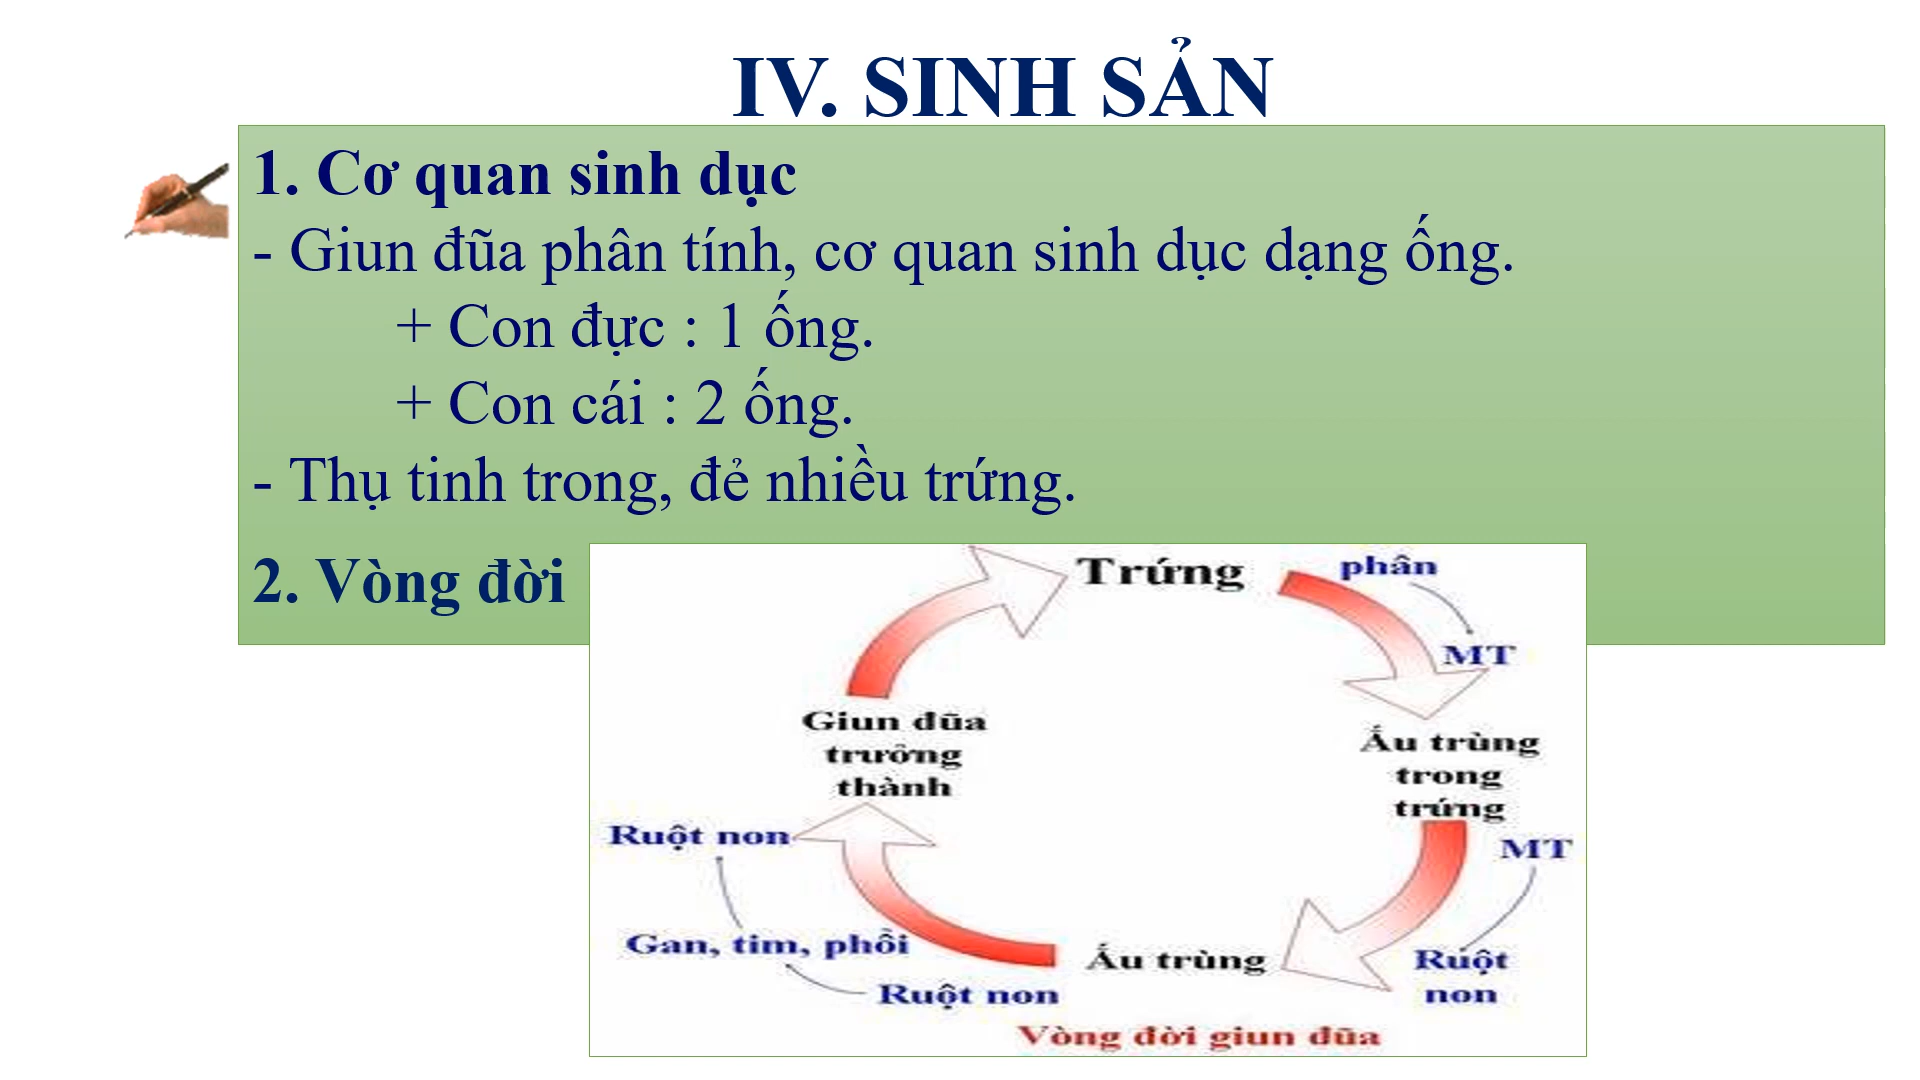 IV. SINH SẢN
1. Cơ quan sinh dục
- Giun đũa phân tính, cơ quan sinh dục dạng ống.
+ Con đực : 1 ống.
+ Con cái : 2 ống.
- Thụ tinh trong, đẻ nhiều trứng.
2. Vòng đời
Trứng
phân
MT
Ấu trùng
trong
trứng
MT
Ruột
non
Ấu trùng
Ruột non
Gan, tim, phổi
Ruột non
Giun đũa
trưởng
thành
Vòng đời giun đũa